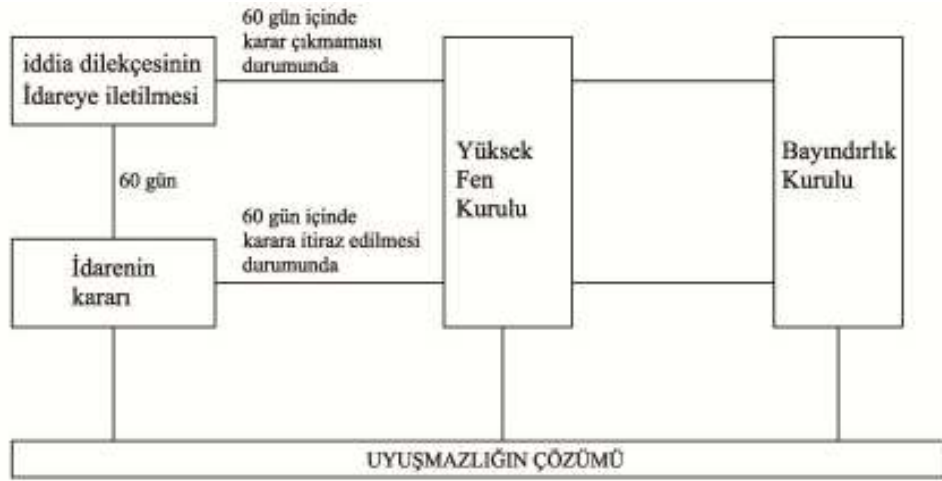 60 gün içinde
karar çıkmaması
durumunda
iddia dilekçesinin
İdareye iletilmesi
Yüksek
Fen
Kurulu
Bayındırlık
Kurulu
60 gün
60 gün içinde
karara itiraz edilmesi
durumunda
İdarenin
kararı
UYUŞMAZLIĞIN ÇÖZÜMÜ